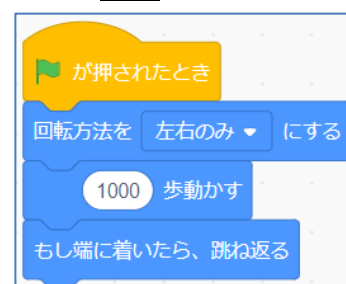 が押されたとき
回転方法を 左右のみ にする
1000 歩動かす
もし端に着いたら、跳ね返る